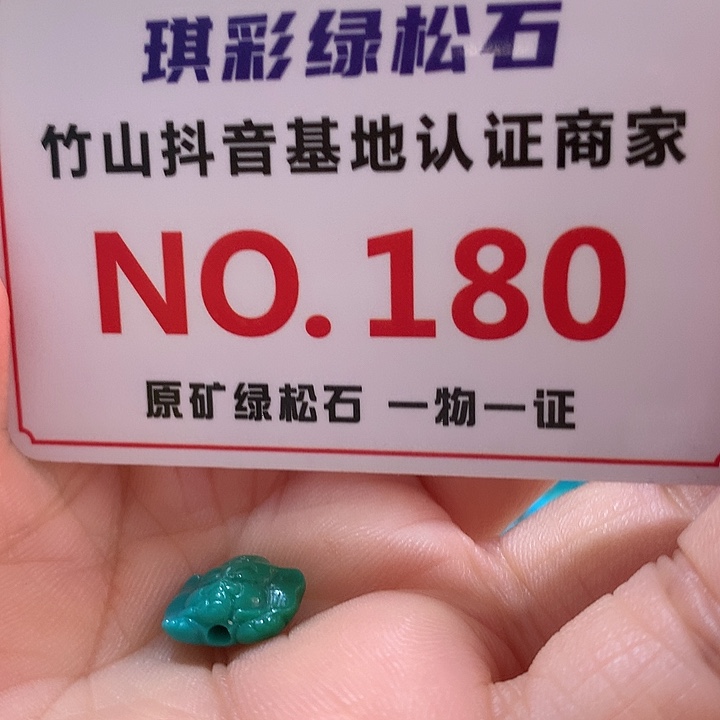 琪彩绿松石
竹山抖音基地认证商家
NO.180
原矿绿松石 一物一证